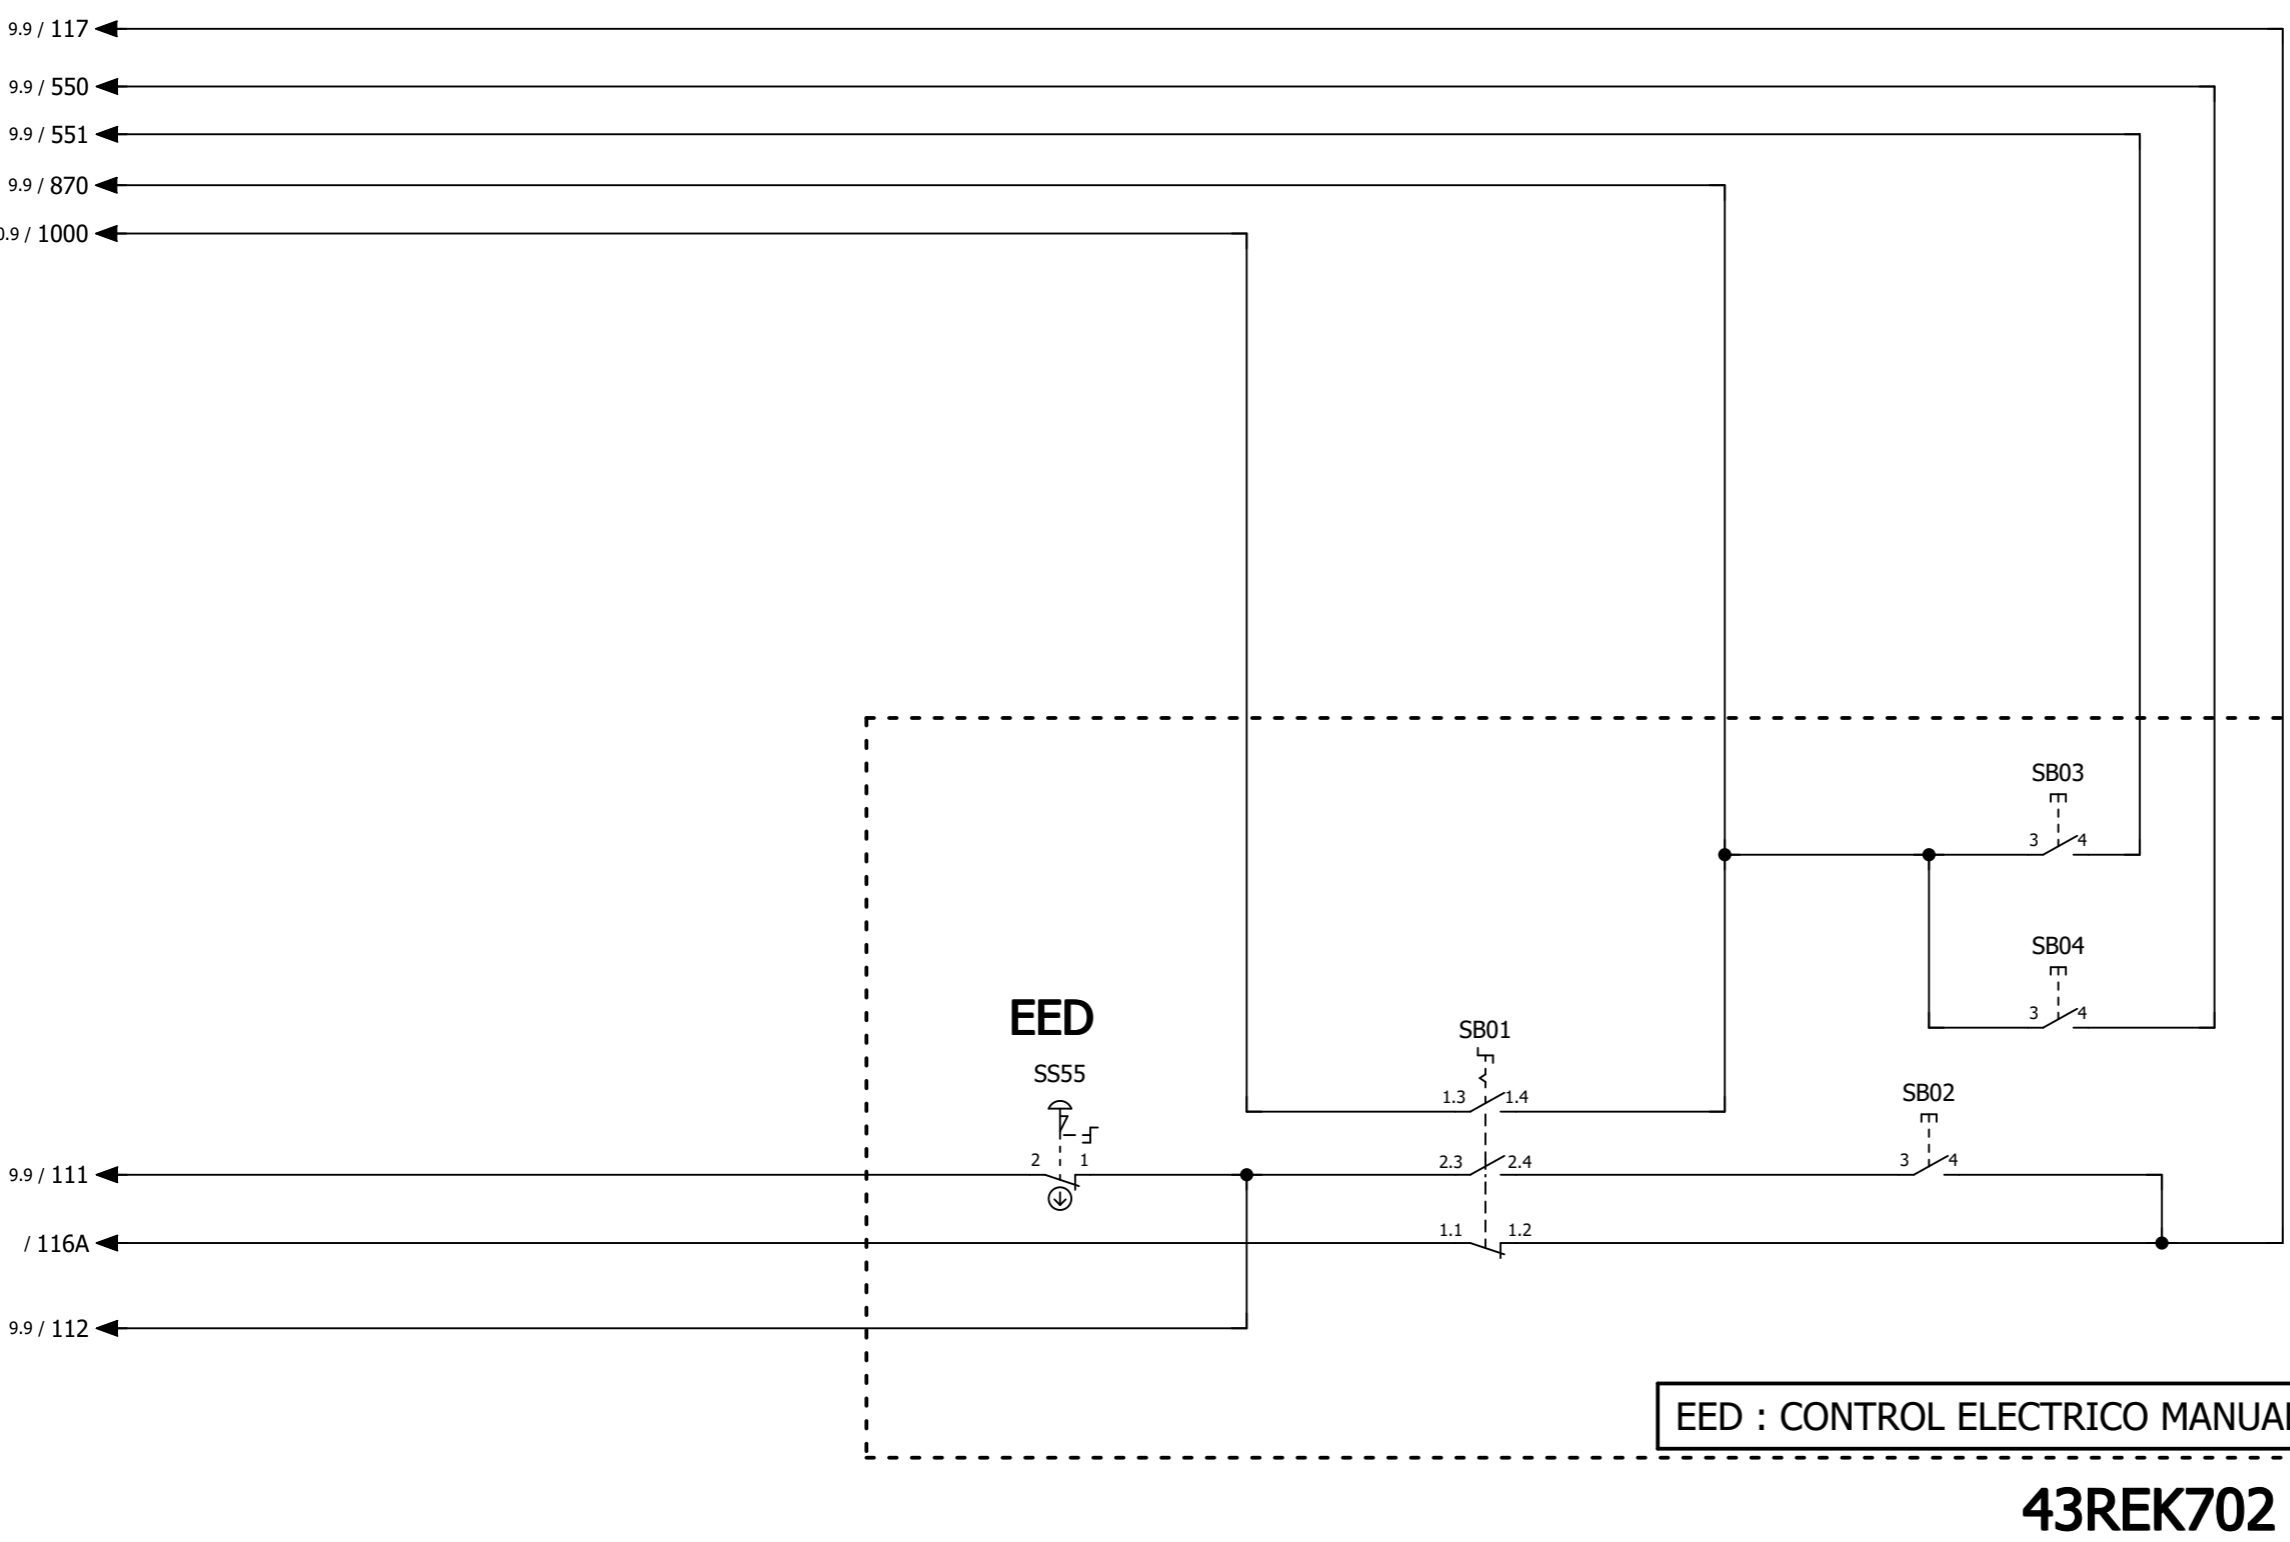 9.9 / 117
9.9 / 550
9.9 / 551
9.9 / 870
0.9 / 1000
SB03
3 4
SB04
3 4
EED
SS55
2 1
SB01
1.3 1.4
SB02
3 4
2.3 2.4
9.9 / 111
1.1 1.2
/ 116A
9.9 / 112
EED : CONTROL ELECTRICO MANUAL
43REK702